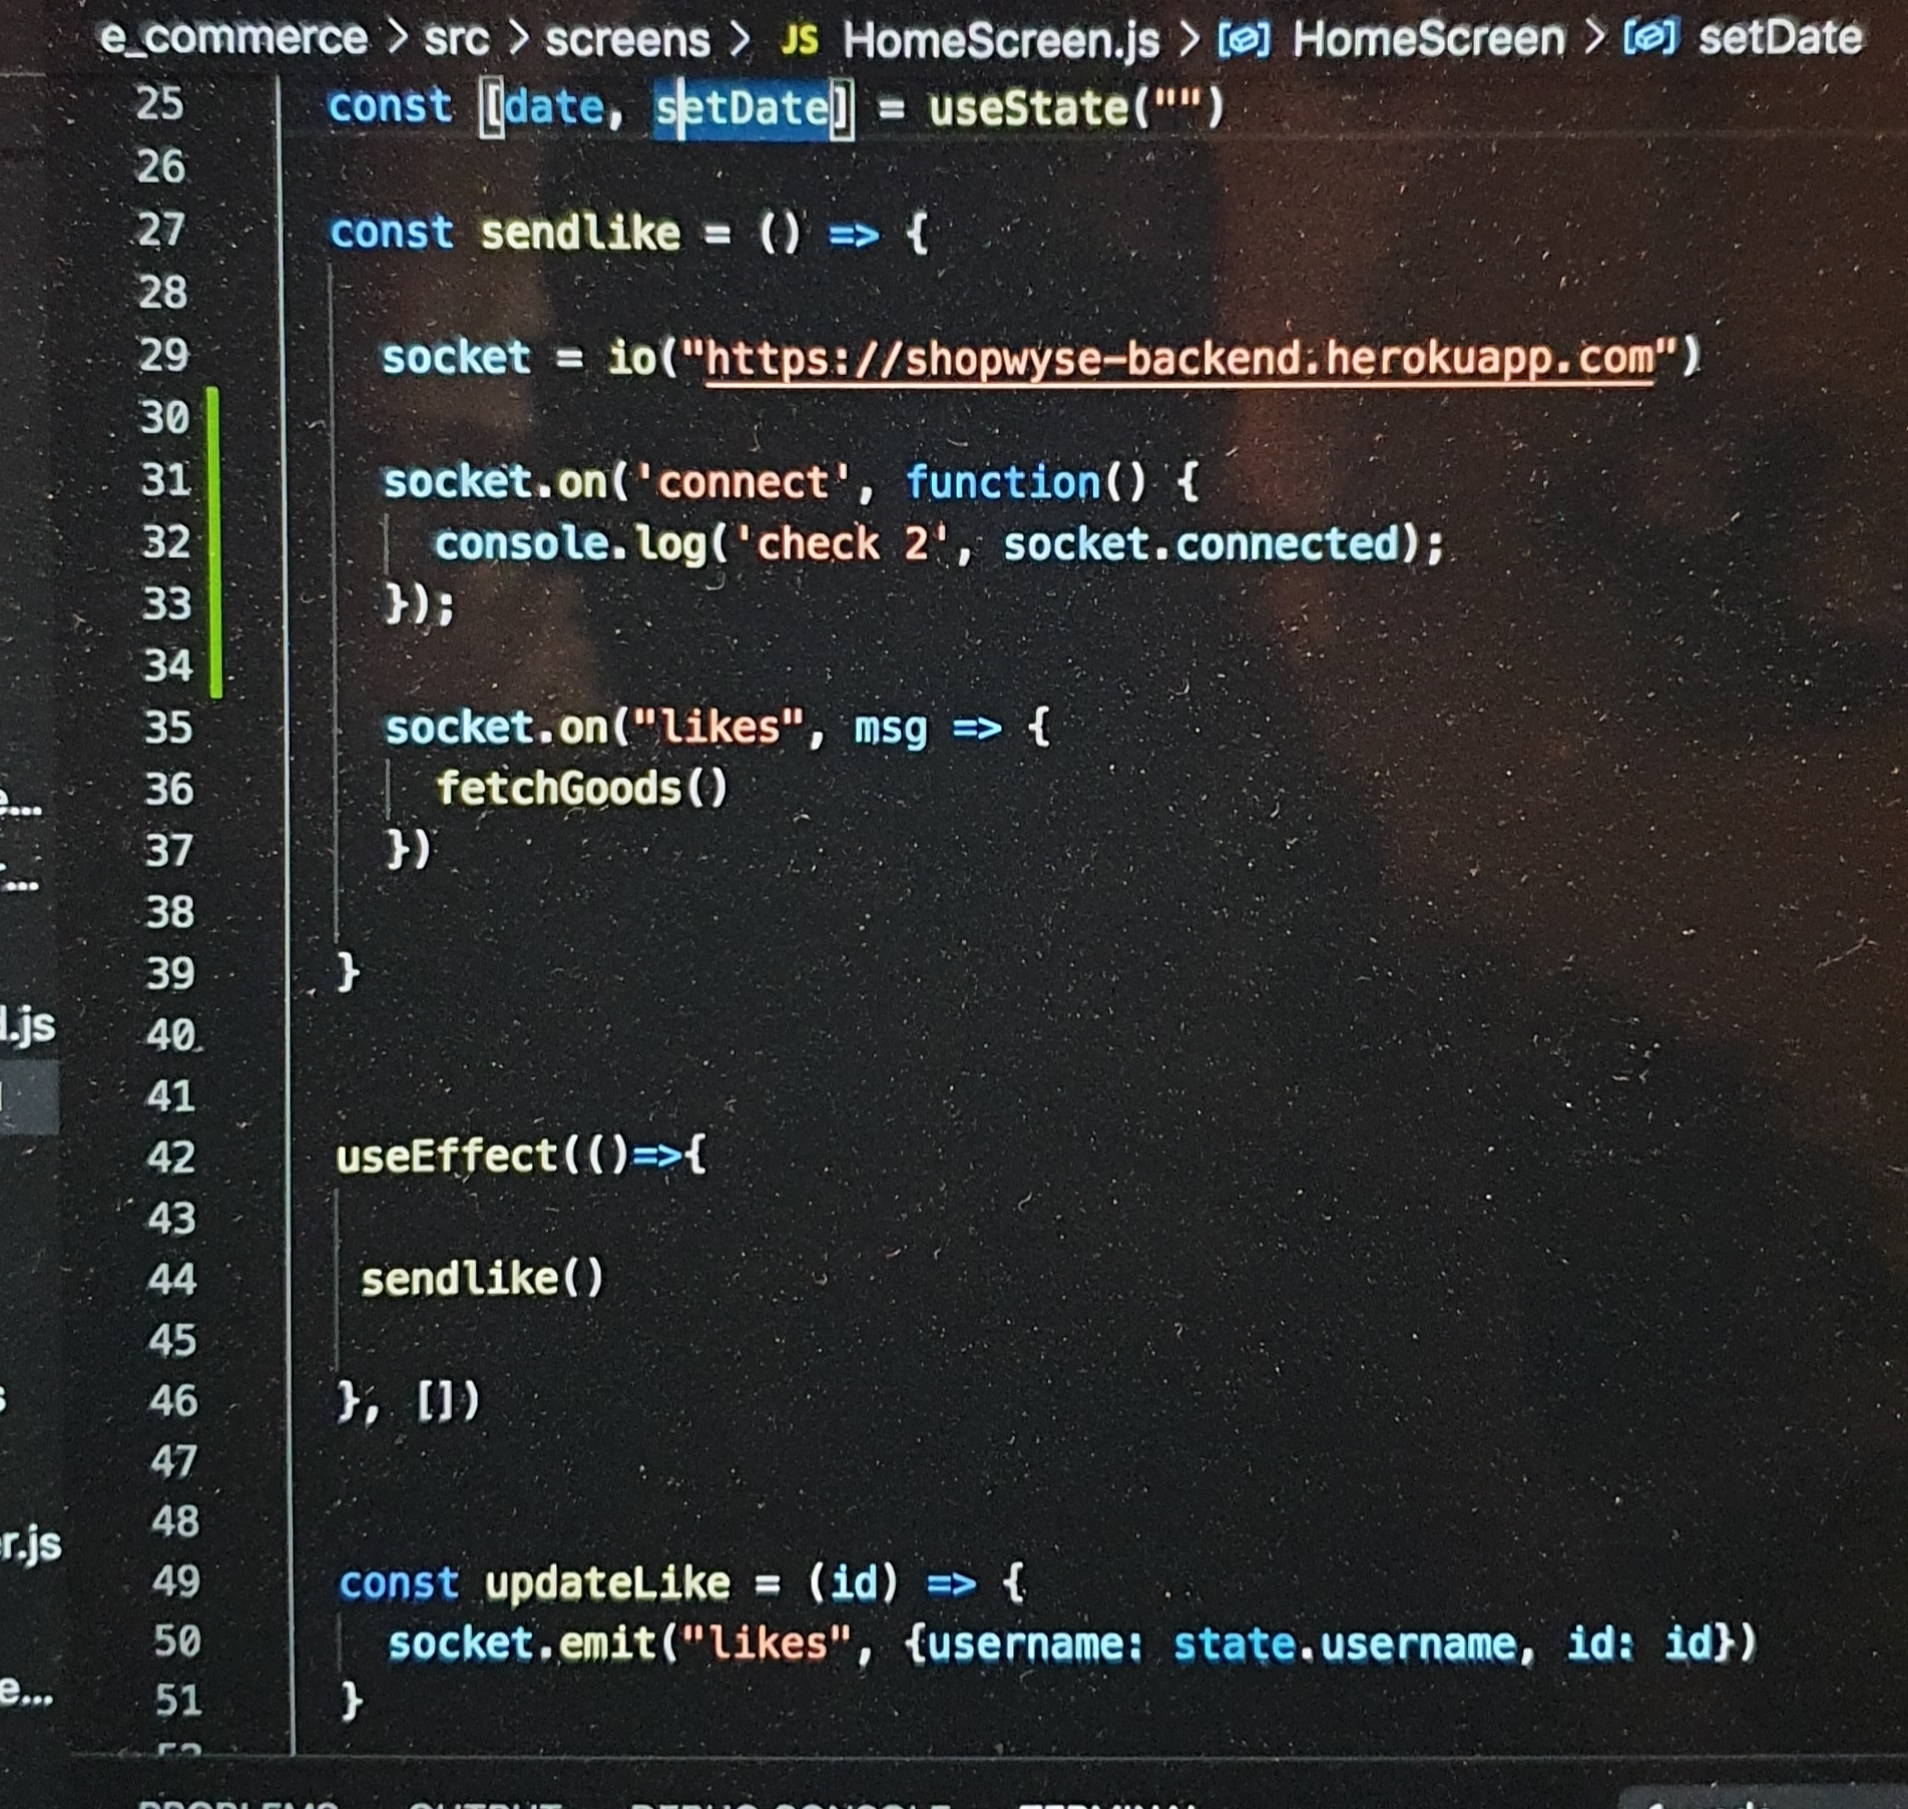 e_commerce > src > screens > JS HomeScreen.js > HomeScreen > setDate
25 const [date, setDate] = useState("")
26
27 const sendlike = () => {
28
29 socket = io("https://shopwyse-backend.herokuapp.com")
30
31 socket.on('connect', function() {
32 console.log('check 2', socket.connected);
33 });
34
35 socket.on("likes", msg => {
36 fetchGoods()
37 })
38
39 }
40
.js
41
42 useEffect(()=>{
43
44 sendlike()
45
46 }, [])
47
48
r.js
49 const updateLike = (id) => {
50 socket.emit("likes", {username: state.username, id: id})
e...
51 }